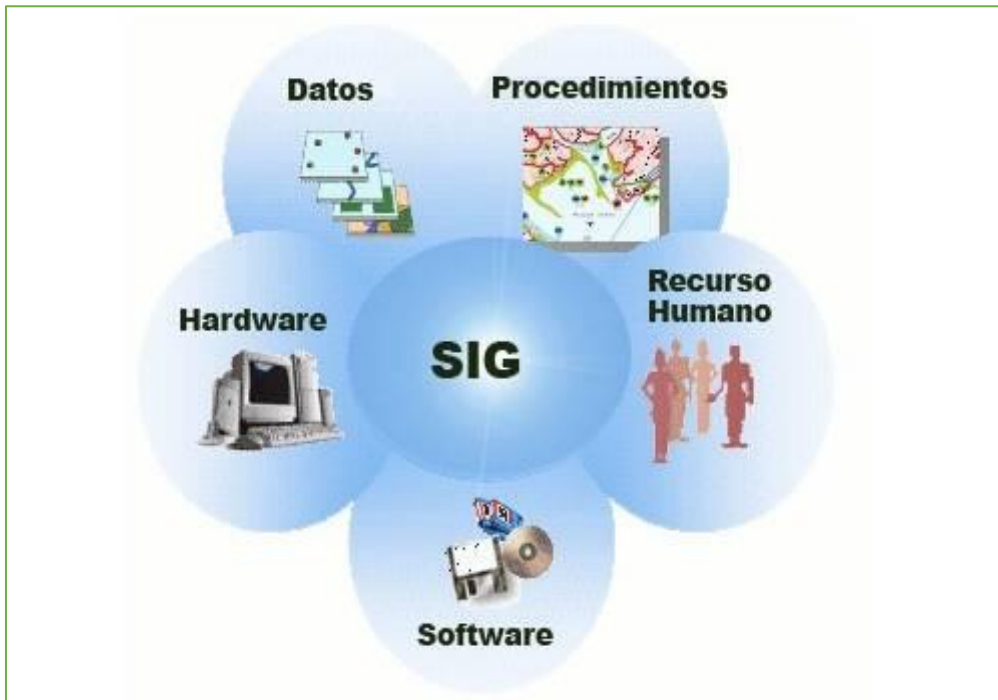 Datos
Procedimientos
Hardware
SIG
Recurso
Humano
Software